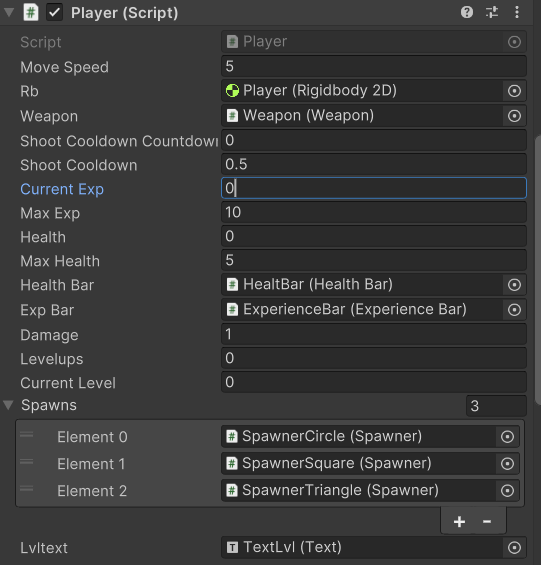 Player (Script)
Script Player
Move Speed 5
Rb Player (Rigidbody 2D)
Weapon # Weapon (Weapon)
Shoot Cooldown Countdown 0
Shoot Cooldown 0.5
Current Exp 0
Max Exp 10
Health 0
Max Health 5
Health Bar # HealtBar (Health Bar)
Exp Bar # ExperienceBar (Experience Bar)
Damage 1
Levelups 0
Current Level 0
Spawns 3
Element 0 # SpawnerCircle (Spawner)
Element 1 # SpawnerSquare (Spawner)
Element 2 # SpawnerTriangle (Spawner)
+ -
Lvltext T TextLvl (Text)